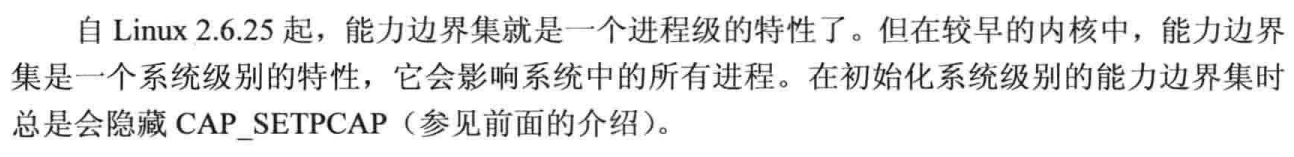 自 Linux 2.6.25 起，能力边界集就是一个进程级的特性了。但在较早的内核中，能力边界
集是一个系统级别的特性，它会影响系统中的所有进程。在初始化系统级别的能力边界集时
总是会隐藏 CAP_SETPCAP（参见前面的介绍）。